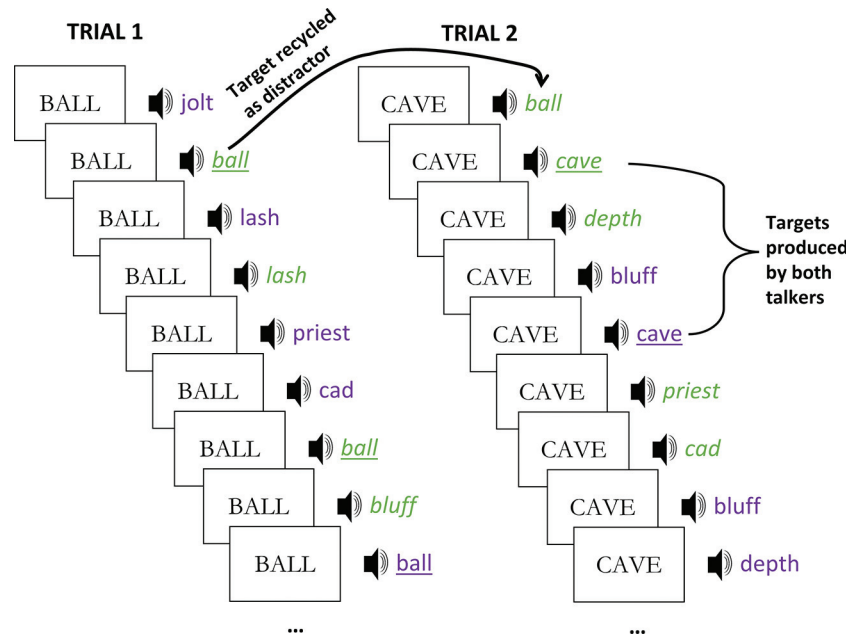 TRIAL 1
BALL jolt
BALL ball
BALL lash
BALL lash
BALL priest
BALL cad
BALL ball
BALL bluff
BALL ball
...
Target recycled
as distractor
TRIAL 2
CAVE ball
CAVE cave
CAVE depth
CAVE bluff
CAVE cave
CAVE priest
CAVE cad
CAVE bluff
CAVE depth
...
Targets
produced
by both
talkers